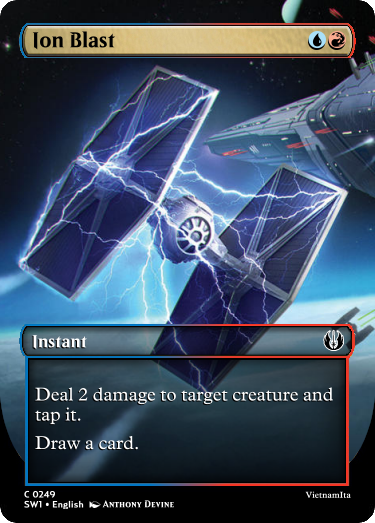 Ion Blast
Instant
Deal 2 damage to target creature and
tap it.
Draw a card.
C 0249
SW1 • English Anthony Devine
VietnamIta